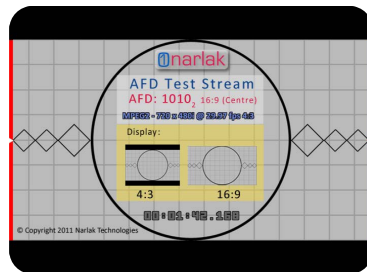 narlak
AFD Test Stream
AFD: 1010₂ 16:9 (Centre)
MPEG2 - 720 x 480i @ 29.97 fps 4:3
Display:
4:3 16:9
00:01:42.160
© Copyright 2011 Narlak Technologies